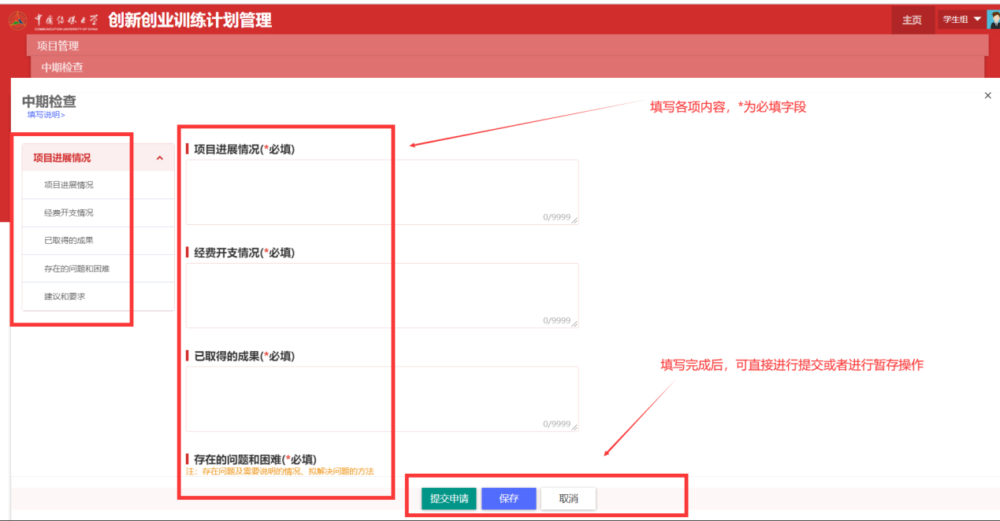 中国传媒大学 创新创业训练计划管理
COMMUNICATION UNIVERSITY OF CHINA
主页
学生组
项目管理
中期检查
中期检查
填写说明>
×
填写各项内容，*为必填字段
项目进展情况
项目进展情况
经费开支情况
已取得的成果
存在的问题和困难
建议和要求
项目进展情况(*必填)
0/9999
经费开支情况(*必填)
0/9999
已取得的成果(*必填)
0/9999
填写完成后，可直接进行提交或者进行暂存操作
存在的问题和困难(*必填)
注：存在问题及需要说明的情况、拟解决问题的方法
提交申请
保存
取消